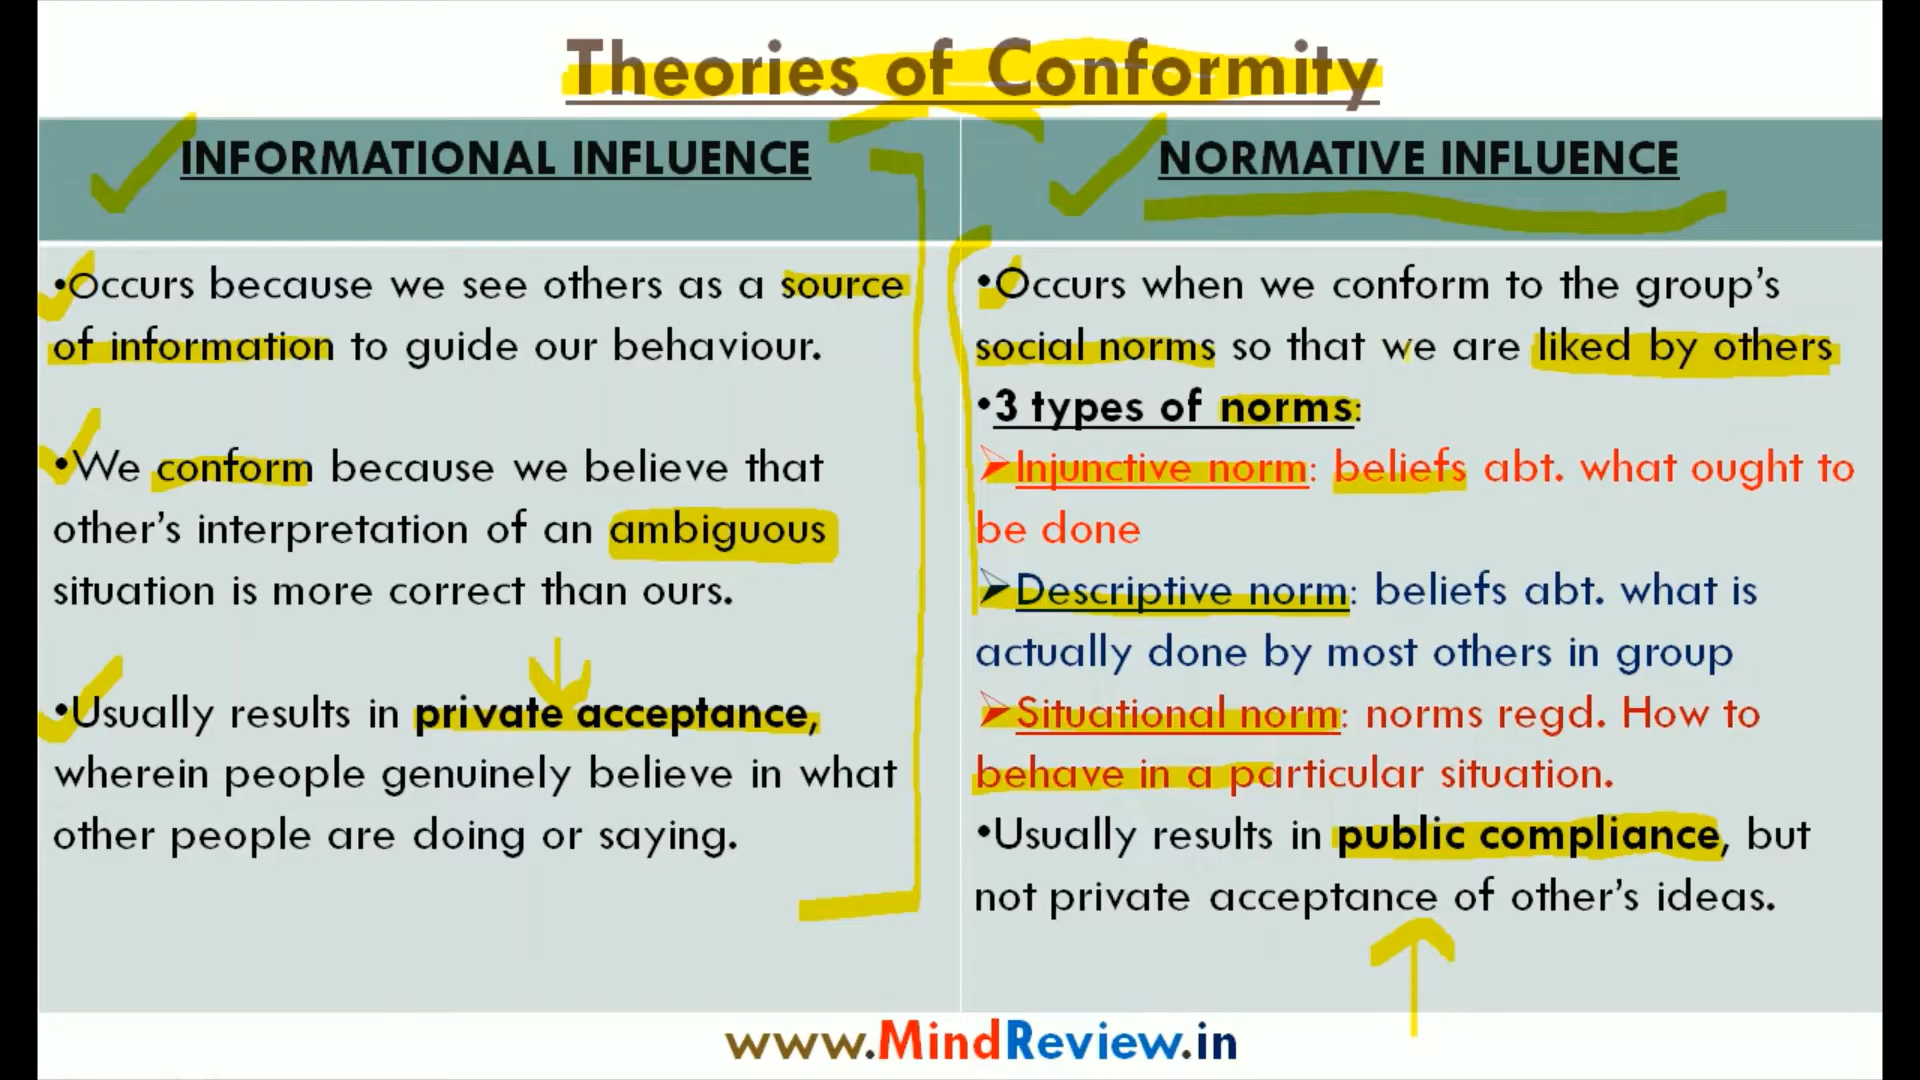 Theories of Conformity
INFORMATIONAL INFLUENCE
•Occurs because we see others as a source
of information to guide our behaviour.
•We conform because we believe that
other’s interpretation of an ambiguous
situation is more correct than ours.
•Usually results in private acceptance,
wherein people genuinely believe in what
other people are doing or saying.
NORMATIVE INFLUENCE
•Occurs when we conform to the group’s
social norms so that we are liked by others
•3 types of norms:
➢Injunctive norm: beliefs abt. what ought to
be done
➢Descriptive norm: beliefs abt. what is
actually done by most others in group
➢Situational norm: norms regd. How to
behave in a particular situation.
•Usually results in public compliance, but
not private acceptance of other’s ideas.
www.MindReview.in